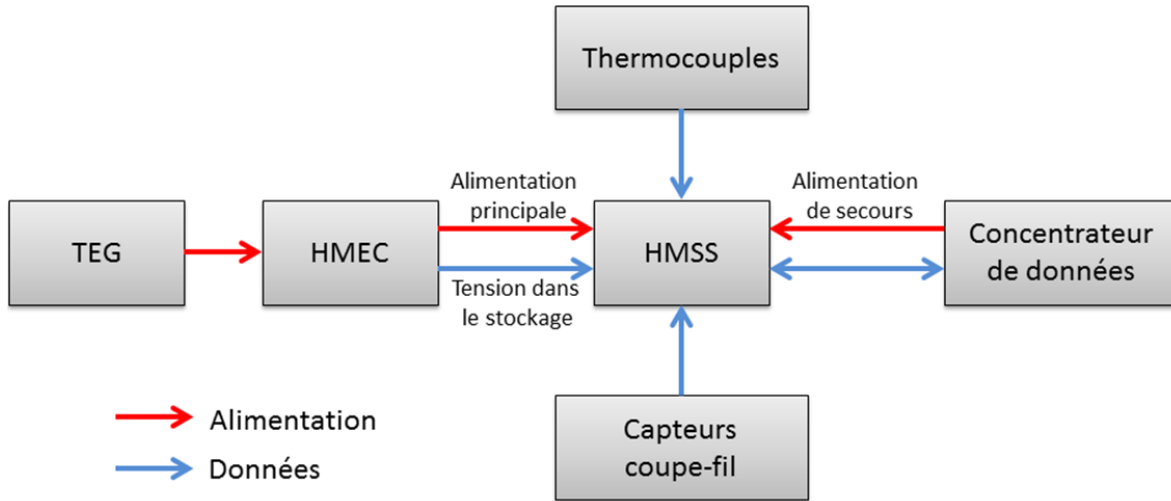 Thermocouples
Alimentation
principale
Alimentation
de secours
TEG
HMEC
HMSS
Concentrateur
de données
Tension dans
le stockage
Alimentation
Données
Capteurs
coupe-fil